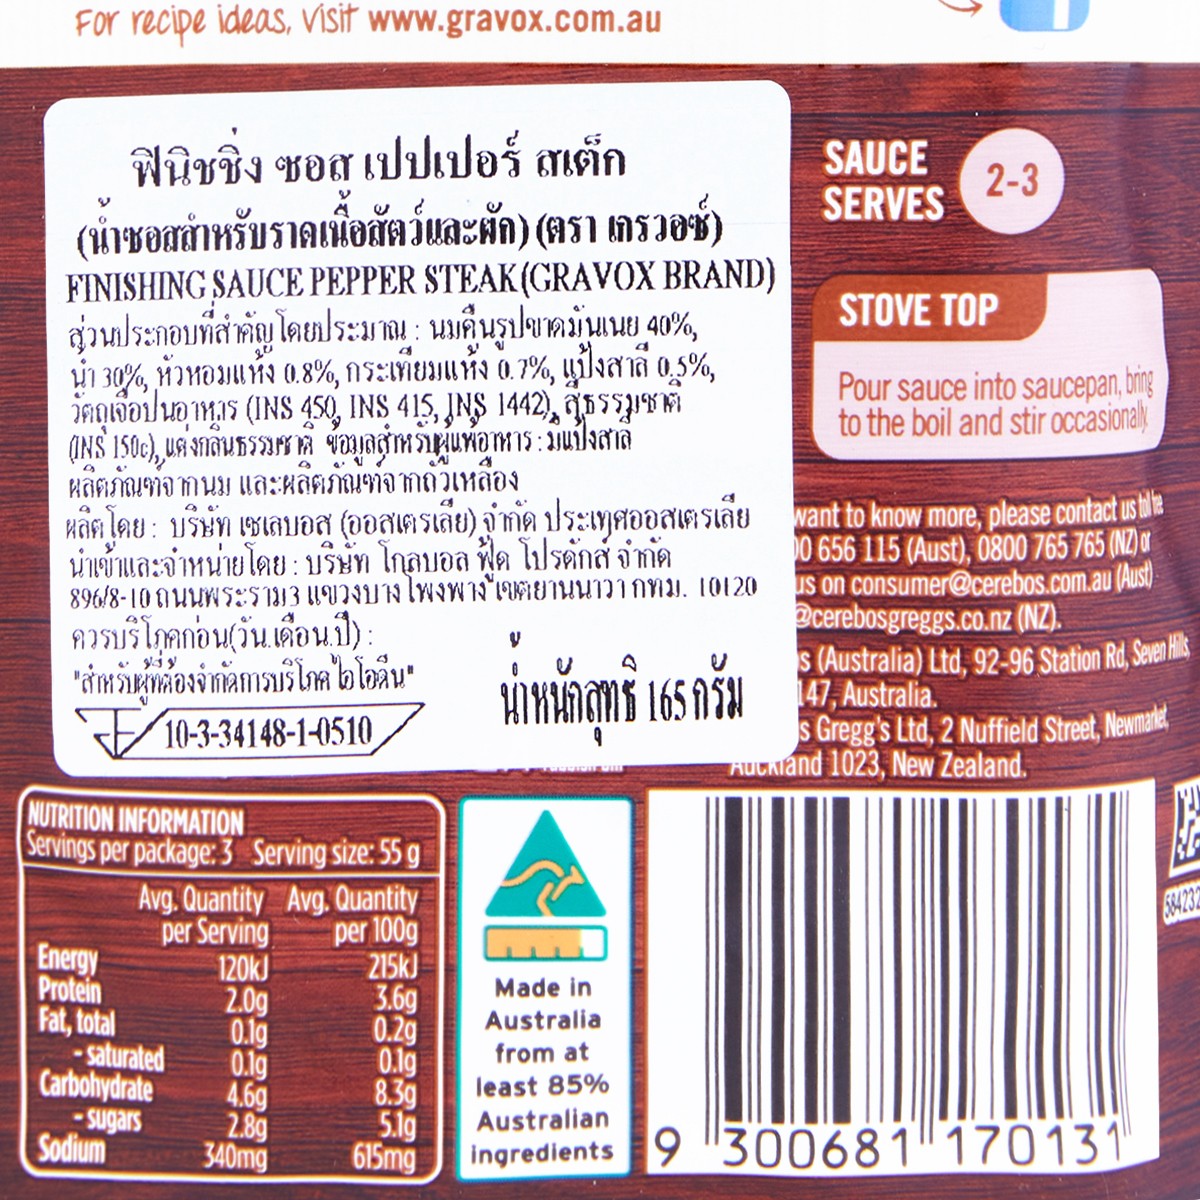 For recipe ideas, visit www.gravox.com.au
ฟินิชชิ่ง ซอส เปปเปอร์ สเต็ก
(น้ำซอสสำหรับราดเนื้อสัตว์และผัก) (ตรา เกรวอซ์)
FINISHING SAUCE PEPPER STEAK (GRAVOX BRAND)
ส่วนประกอบที่สำคัญโดยประมาณ : นมคืนรูปขาดมันเนย 40%,
น้ำ 30%, หัวหอมแห้ง 0.8%, กระเทียมแห้ง 0.7%, แป้งสาลี 0.5%,
วัตถุเจือปนอาหาร (INS 450, INS 415, INS 1442), สีธรรมชาติ
(INS 150c), แต่งกลิ่นธรรมชาติ ข้อมูลสำหรับผู้แพ้อาหาร : มีแป้งสาลี
ผลิตภัณฑ์จากนม และผลิตภัณฑ์จากถั่วเหลือง
ผลิตโดย : บริษัท เซเลบอส (ออสเตรเลีย) จำกัด ประเทศออสเตรเลีย
นำเข้าและจำหน่ายโดย : บริษัท โกลบอล ฟู้ด โปรดักส์ จำกัด
896/8-10 ถนนพระราม3 แขวงบางโพงพาง เขตยานนาวา กทม. 10120
ควรบริโภคก่อน(วัน.เดือน.ปี) :
"สำหรับผู้ที่ต้องจำกัดการบริโภคไอโอดีน"
น้ำหนักสุทธิ 165 กรัม
10-3-34148-1-0510
SAUCE
SERVES
2-3
STOVE TOP
Pour sauce into saucepan, bring
to the boil and stir occasionally.
want to know more, please contact us toll free
00 656 115 (Aust), 0800 765 765 (NZ) or
us on consumer@cerebos.com.au (Aust)
@cerebosgreggs.co.nz (NZ).
s (Australia) Ltd, 92-96 Station Rd, Seven Hills,
147, Australia.
s Gregg's Ltd, 2 Nuffield Street, Newmarket,
Auckland 1023, New Zealand.
NUTRITION INFORMATION
Servings per package: 3 Serving size: 55 g
Avg. Quantity per Serving Avg. Quantity per 100g
Energy 120kJ 215kJ
Protein 2.0g 3.6g
Fat, total 0.1g 0.2g
- saturated 0.1g 0.1g
Carbohydrate 4.6g 8.3g
- sugars 2.8g 5.1g
Sodium 340mg 615mg
Made in
Australia
from at
least 85%
Australian
ingredients
9 300681 170131
584232